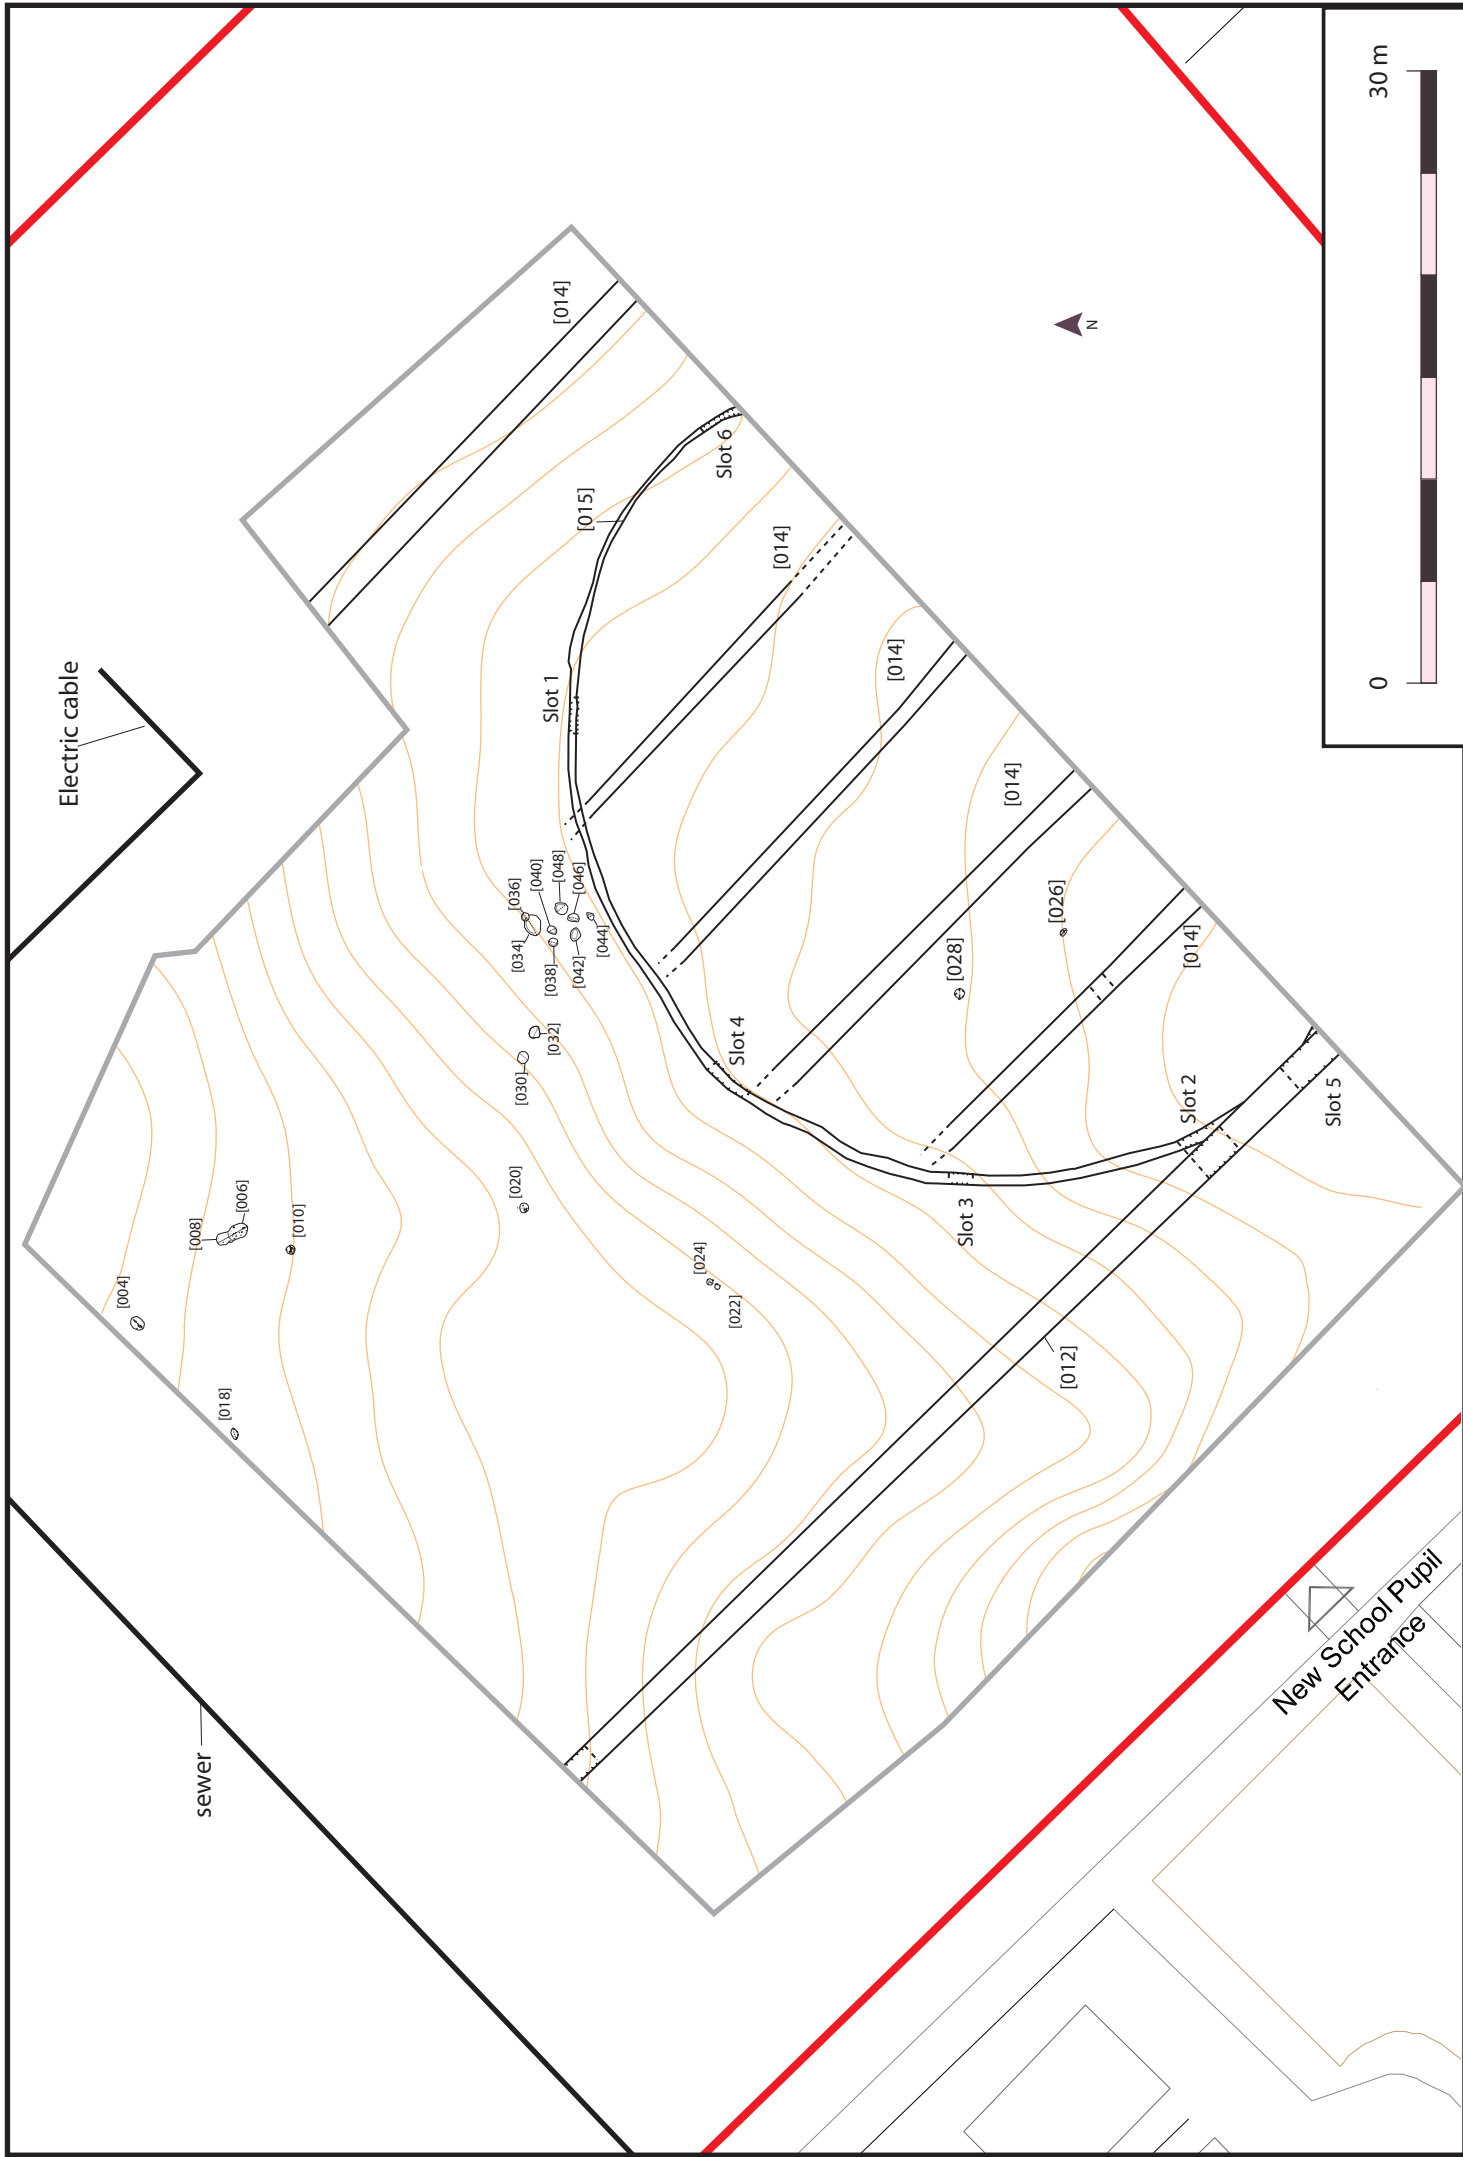 Electric cable
30 m
0
N
[014]
[015]
Slot 6
[014]
Slot 1
[014]
[014]
[036]
[040]
[048]
[046]
[034]
[038]
[042]
[044]
[026]
[028]
[014]
[032]
[030]
Slot 4
Slot 2
Slot 5
[020]
[006]
[008]
[010]
Slot 3
[004]
[024]
[022]
[012]
[018]
sewer
New School Pupil
Entrance